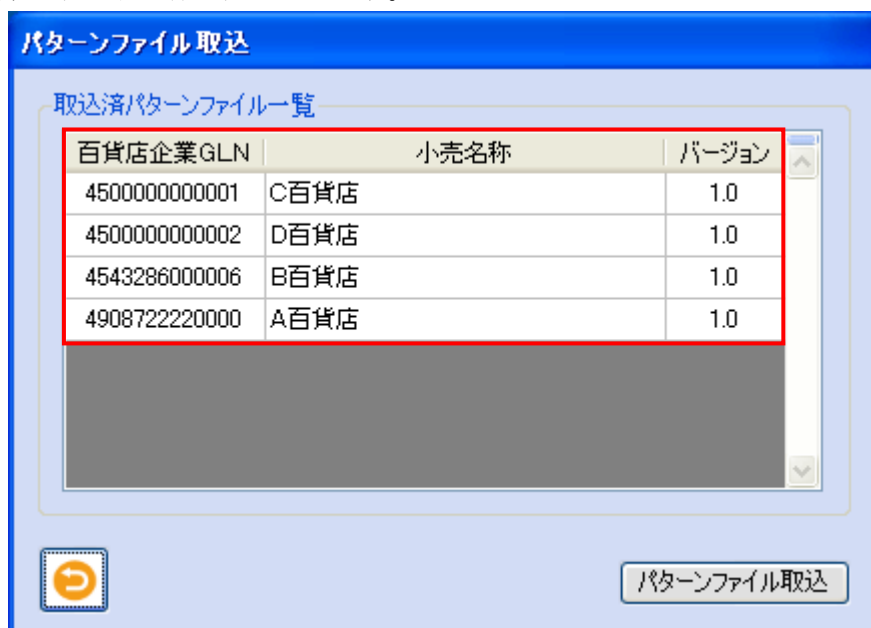 パターンファイル取込
取込済パターンファイル一覧
百貨店企業GLN 小売名称 バージョン
4500000000001 C百貨店 1.0
4500000000002 D百貨店 1.0
4543286000006 B百貨店 1.0
4908722220000 A百貨店 1.0
パターンファイル取込